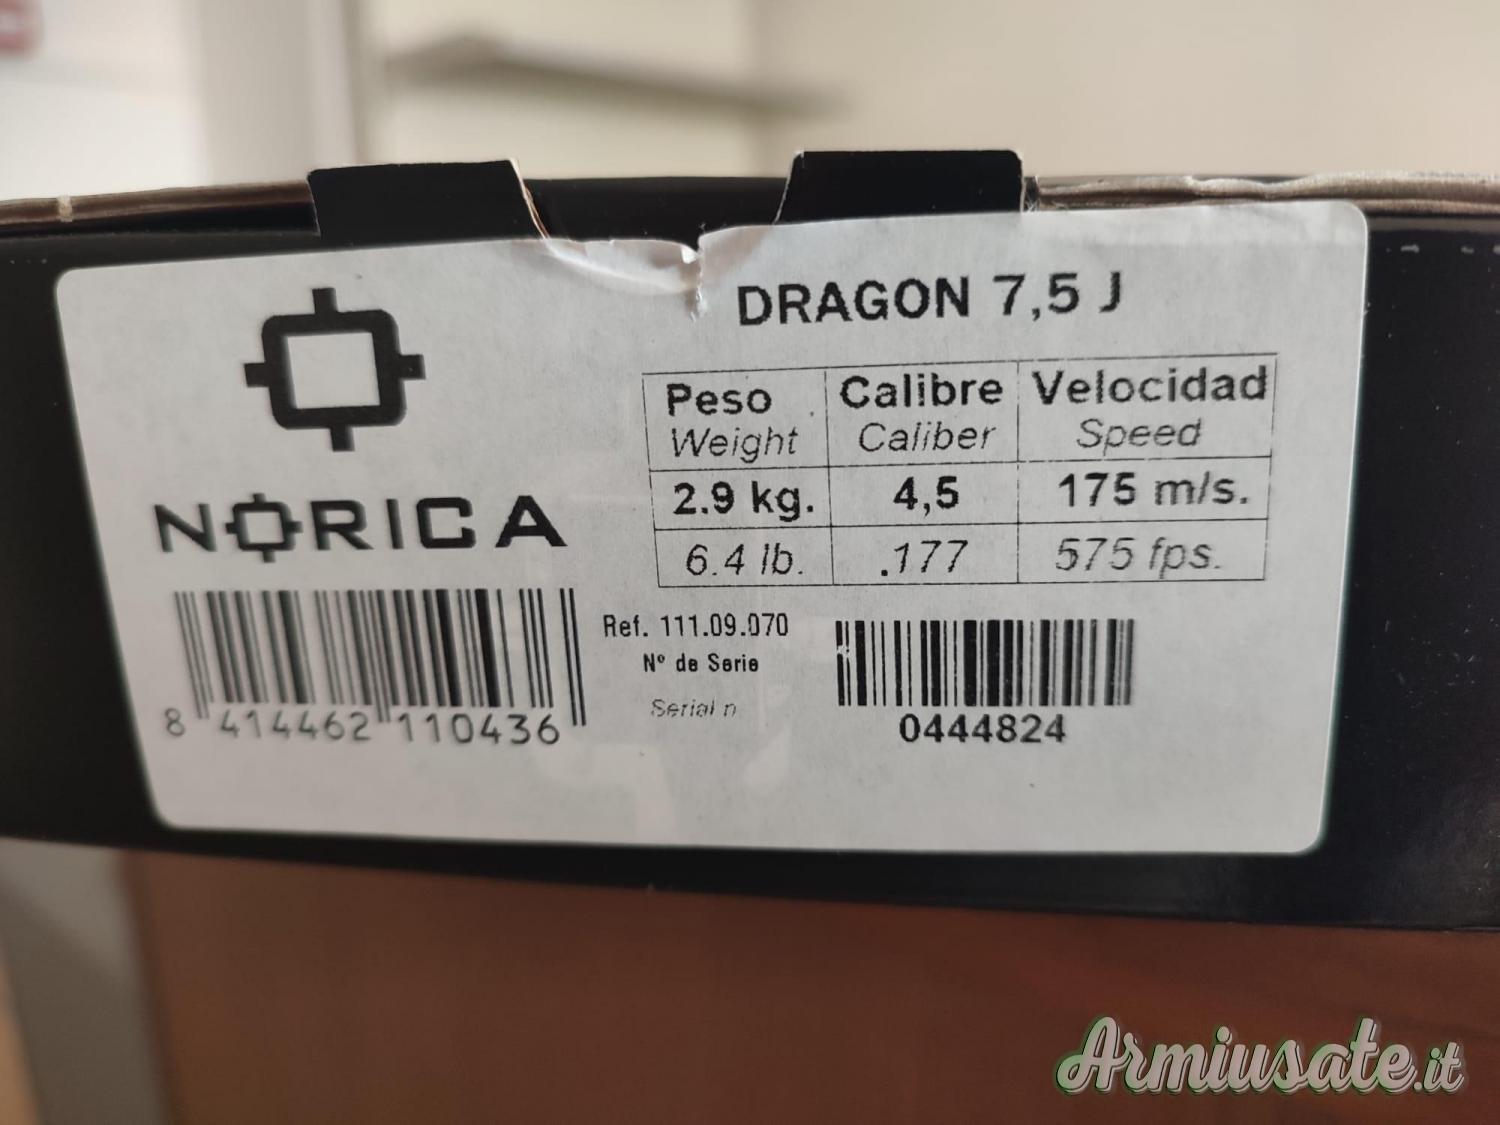 DRAGON 7,5 J
NORICA
Peso Calibre Velocidad
Weight Caliber Speed
2.9 kg. 4,5 175 m/s.
6.4 lb. .177 575 fps.
Ref. 111.09.070
Nº de Serie
Serial n
8 414462 110436
0444824
Armiusate.it